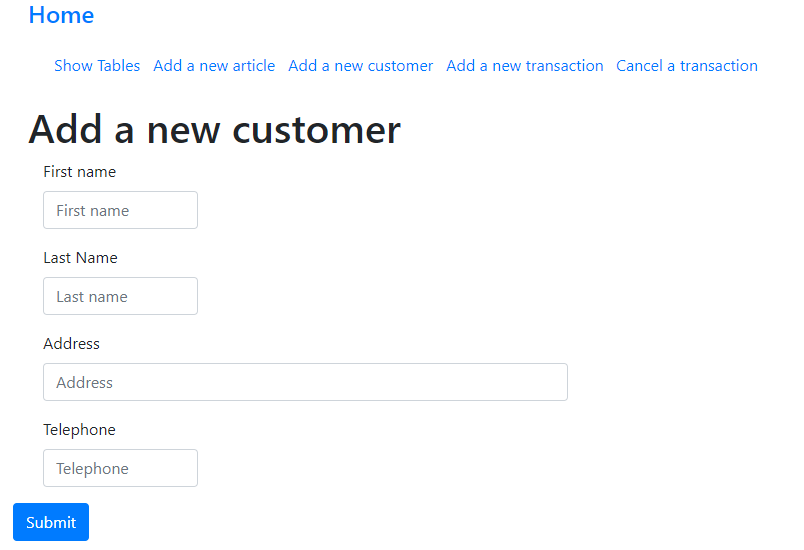 Home
Show Tables Add a new article Add a new customer Add a new transaction Cancel a transaction
Add a new customer
First name
First name
Last Name
Last name
Address
Address
Telephone
Telephone
Submit